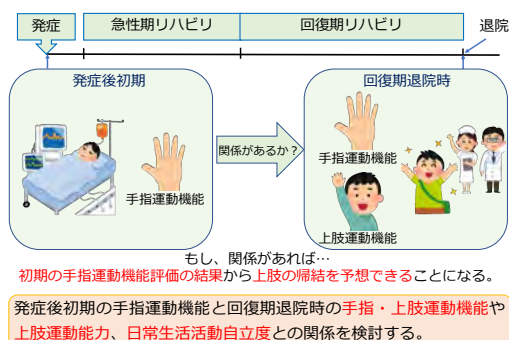 発症
急性期リハビリ
回復期リハビリ
退院
発症後初期
手指運動機能
関係があるか？
回復期退院時
手指運動機能
上肢運動機能
もし、関係があれば…
初期の手指運動機能評価の結果から上肢の帰結を予想できることになる。
発症後初期の手指運動機能と回復期退院時の手指・上肢運動機能や
上肢運動能力、日常生活活動自立度との関係を検討する。